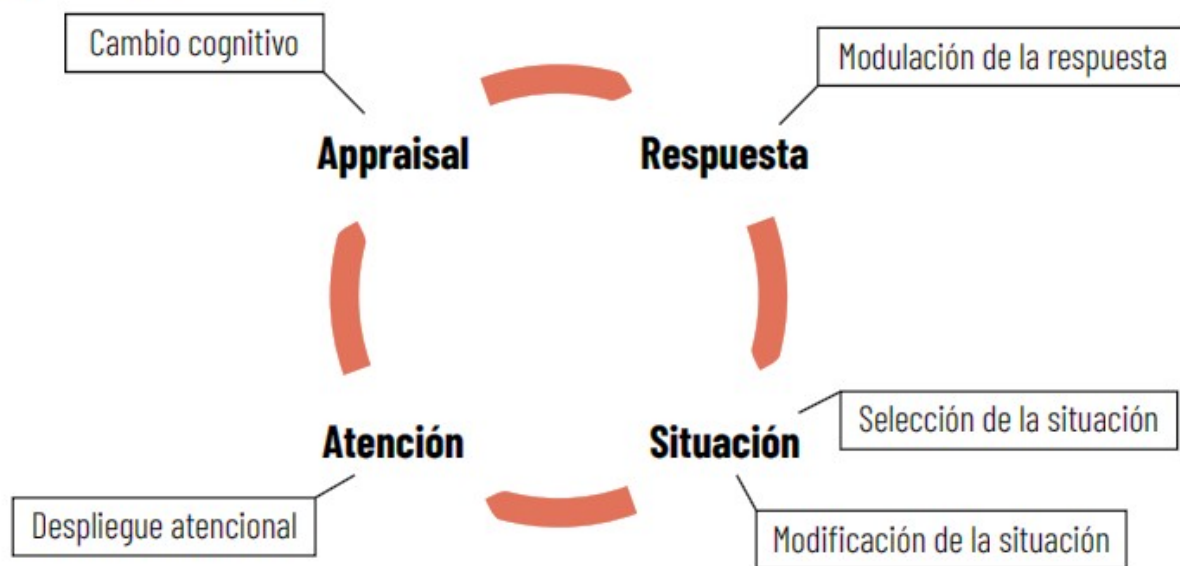 Cambio cognitivo
Modulación de la respuesta
Appraisal
Respuesta
Atención
Situación
Selección de la situación
Despliegue atencional
Modificación de la situación